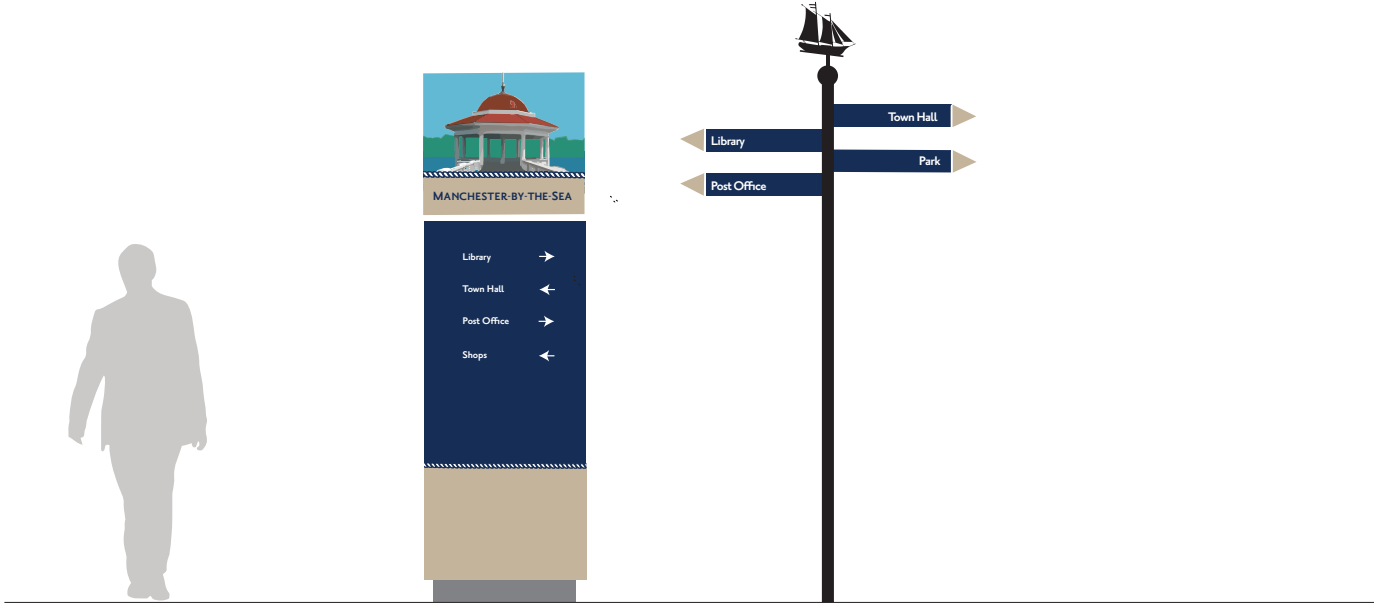 MANCHESTER-BY-THE-SEA
Library
Town Hall
Post Office
Shops
Town Hall
Library
Park
Post Office